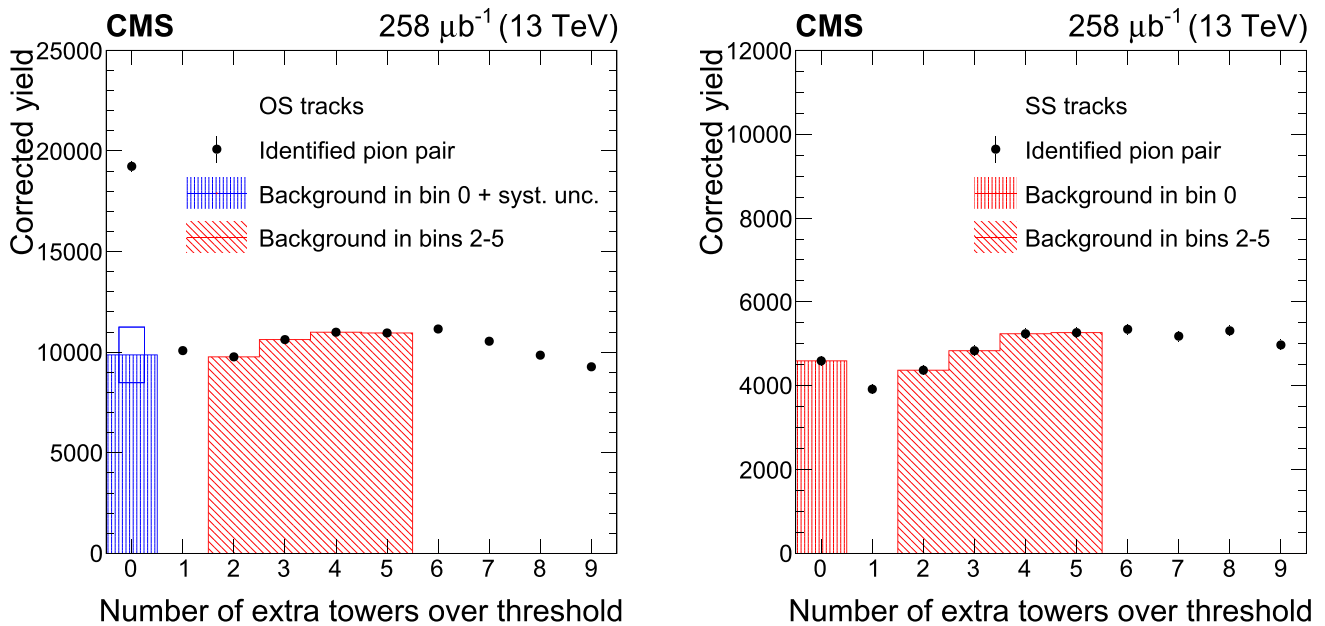 CMS 258 μb⁻¹ (13 TeV)
Corrected yield
25000
20000
15000
10000
5000
0
OS tracks
Identified pion pair
Background in bin 0 + syst. unc.
Background in bins 2-5
0 1 2 3 4 5 6 7 8 9
Number of extra towers over threshold
CMS 258 μb⁻¹ (13 TeV)
Corrected yield
12000
10000
8000
6000
4000
2000
0
SS tracks
Identified pion pair
Background in bin 0
Background in bins 2-5
0 1 2 3 4 5 6 7 8 9
Number of extra towers over threshold